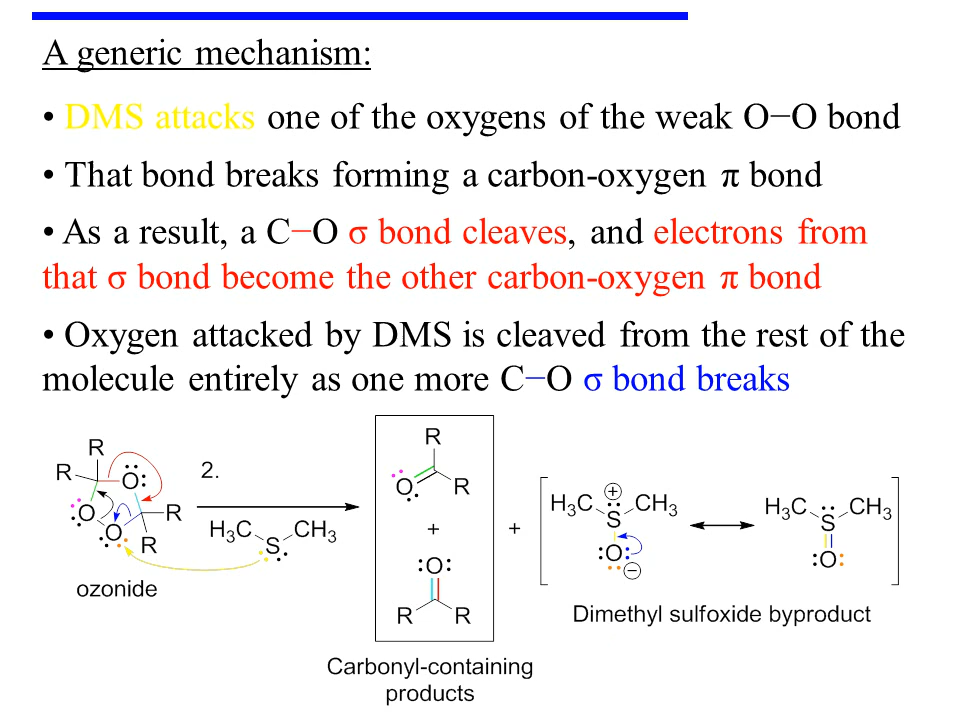 A generic mechanism:
• DMS attacks one of the oxygens of the weak O−O bond
• That bond breaks forming a carbon-oxygen π bond
• As a result, a C−O σ bond cleaves, and electrons from
that σ bond become the other carbon-oxygen π bond
• Oxygen attacked by DMS is cleaved from the rest of the
molecule entirely as one more C−O σ bond breaks
R
R
O
O
O
R
R
ozonide
2.
H3C S CH3
R
O R
+
O
R R
Carbonyl-containing
products
+
H3C + CH3
S
O
−
H3C CH3
S
O
Dimethyl sulfoxide byproduct